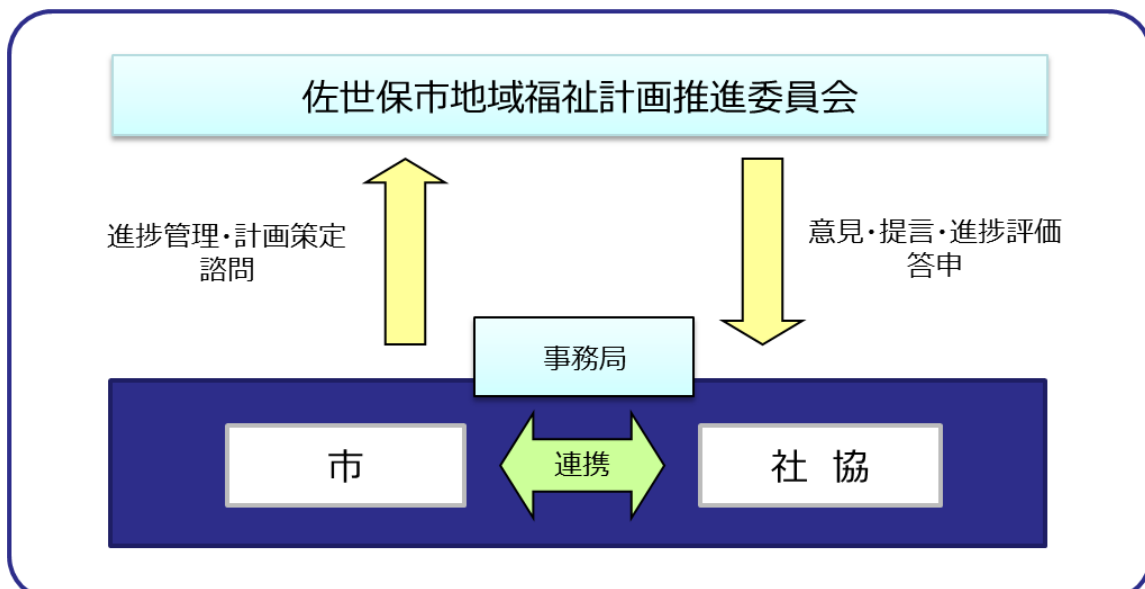 佐世保市地域福祉計画推進委員会
進捗管理・計画策定
諮問
意見・提言・進捗評価
答申
事務局
市
連携
社 協